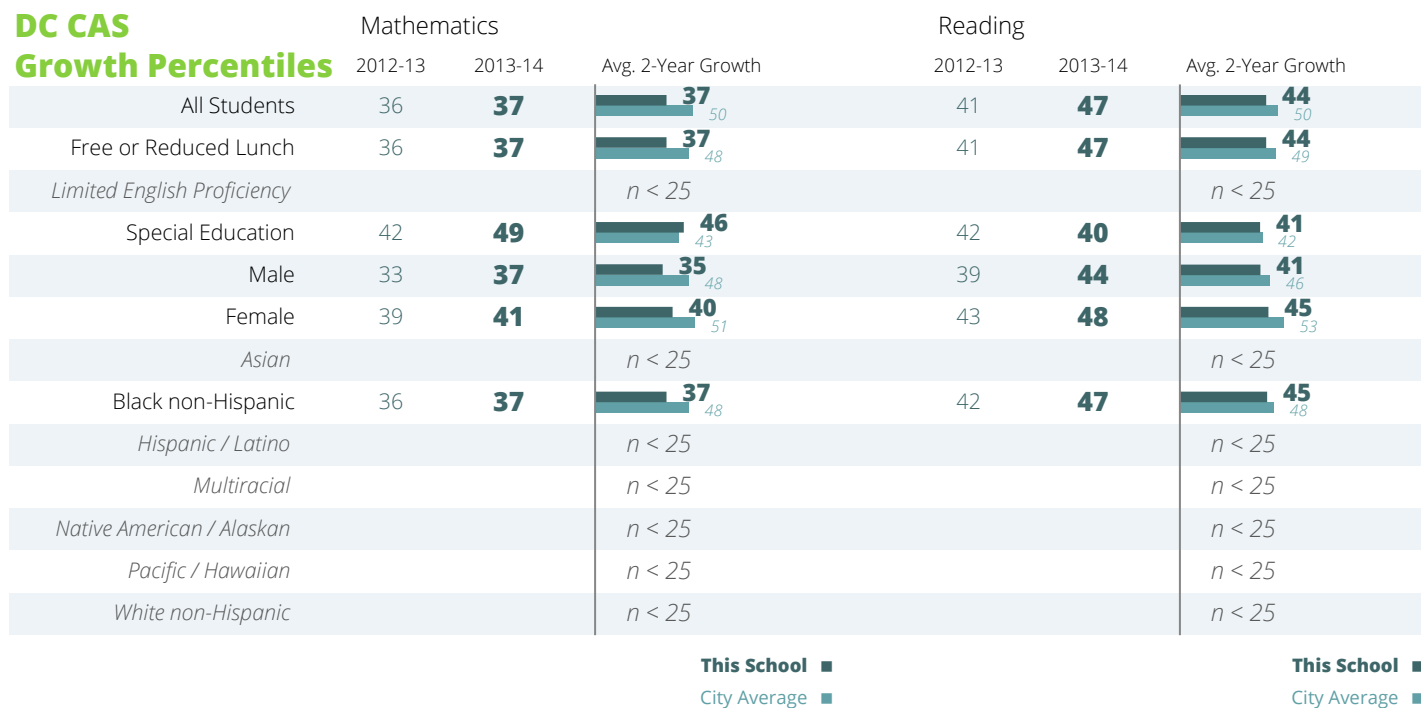 DC CAS
Growth Percentiles
Mathematics Reading
2012-13 2013-14 Avg. 2-Year Growth 2012-13 2013-14 Avg. 2-Year Growth
All Students 36 37 37 50 41 47 44 50
Free or Reduced Lunch 36 37 37 48 41 47 44 49
Limited English Proficiency n < 25 n < 25
Special Education 42 49 46 43 42 40 41 42
Male 33 37 35 48 39 44 41 46
Female 39 41 40 51 43 48 45 53
Asian n < 25 n < 25
Black non-Hispanic 36 37 37 48 42 47 45 48
Hispanic / Latino n < 25 n < 25
Multiracial n < 25 n < 25
Native American / Alaskan n < 25 n < 25
Pacific / Hawaiian n < 25 n < 25
White non-Hispanic n < 25 n < 25
This School This School
City Average City Average